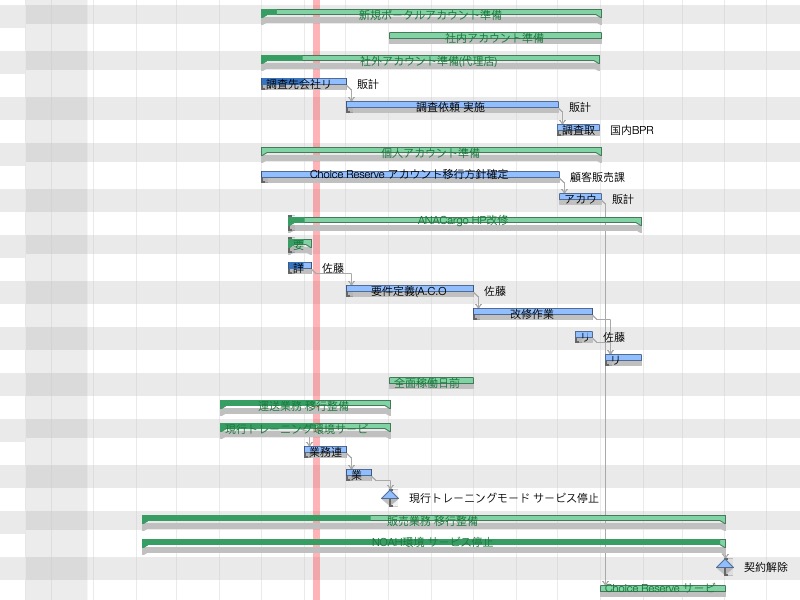 新規ポータルアカウント準備
社内アカウント準備
社外アカウント準備(代理店)
調査先会社リ 販計
調査依頼 実施 販計
調査取 国内BPR
個人アカウント準備
Choice Reserve アカウント移行方針確定 顧客販売課
アカウ 販計
ANACargo HP改修
要
詳 佐藤
要件定義(A.C.O 佐藤
改修作業
リ 佐藤
リ
全面稼働日前
運送業務 移行整備
現行トレーニング環境サービ
業務連
業
現行トレーニングモード サービス停止
販売業務 移行整備
NOAH環境 サービス停止
契約解除
Choice Reserve サービ